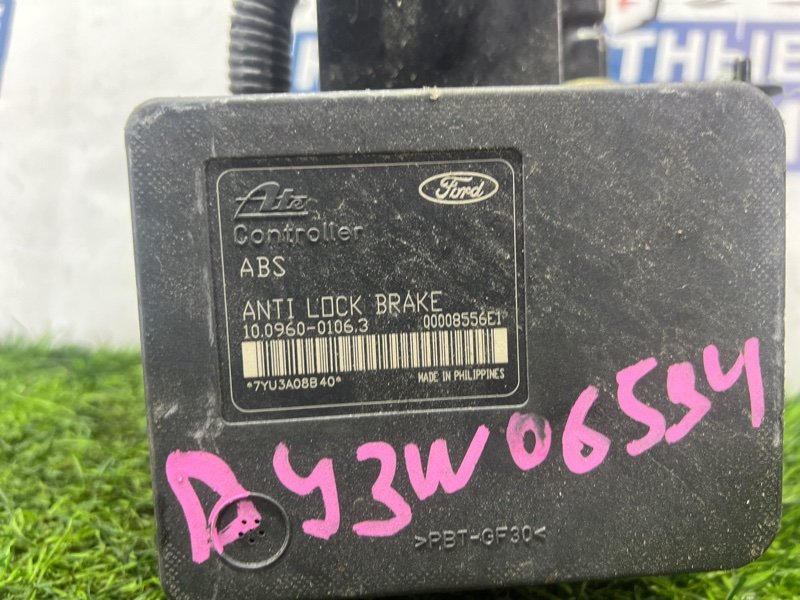 ТНЫЕ
Ate
Ford
Controller
ABS
ANTI LOCK BRAKE
10.0960-0106.3 00008556E1
*7YU3A08B40* MADE IN PHILIPPINES
DY3W06534
>PBT-GF30<